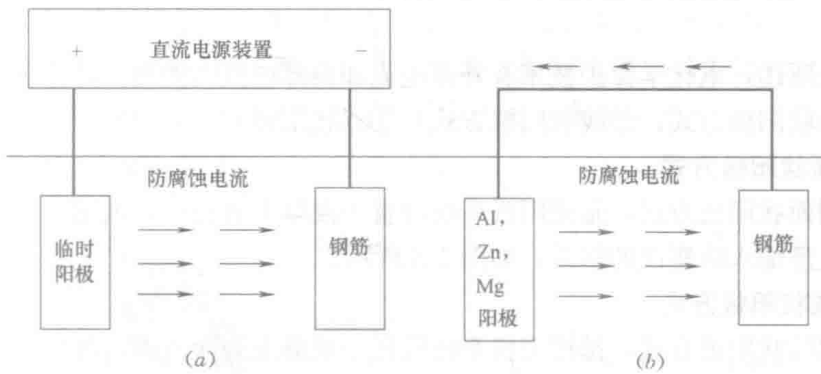 + 直流电源装置 −
防腐蚀电流
临时
阳极
钢筋
(a)
防腐蚀电流
Al,
Zn,
Mg
阳极
钢筋
(b)